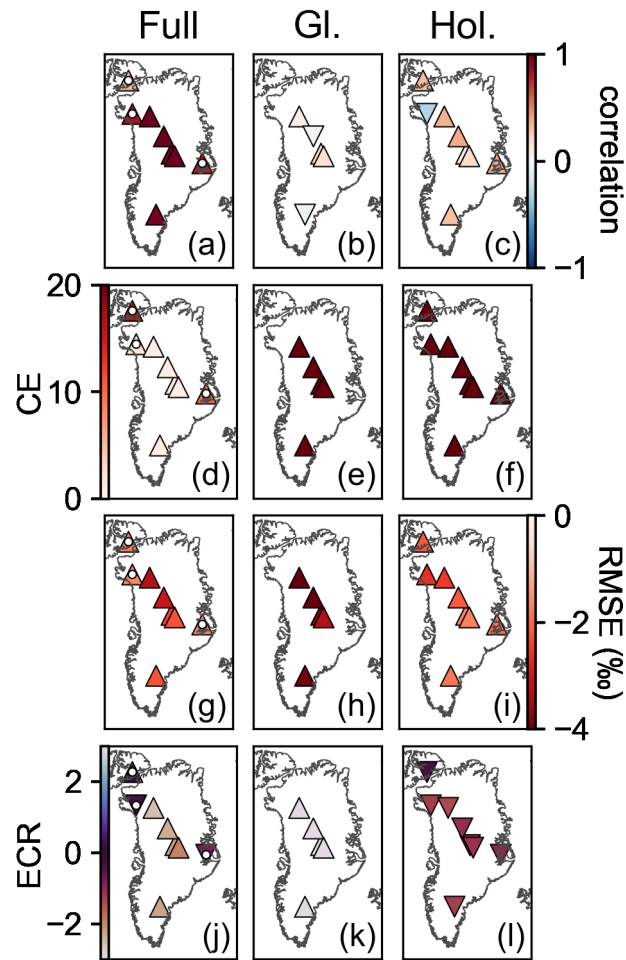 Full Gl. Hol.
1
0
−1
correlation
(a) (b) (c)
20
10
0
CE
(d) (e) (f)
0
−2
−4
RMSE (‰)
(g) (h) (i)
2
0
−2
ECR
(j) (k) (l)